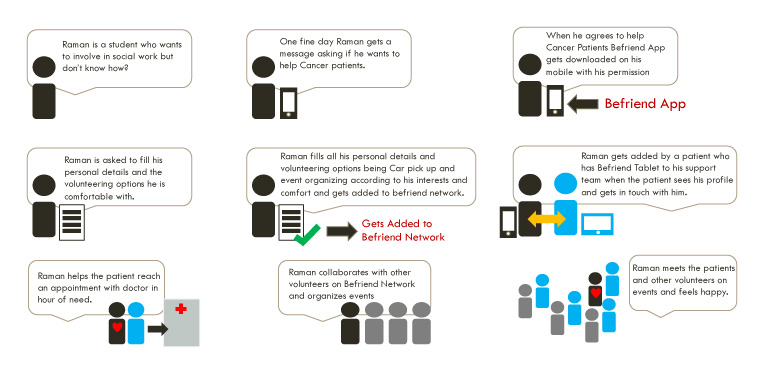 Raman is a student who wants
to involve in social work but
don't know how?
One fine day Raman gets a
message asking if he wants to
help Cancer patients.
When he agrees to help
Cancer Patients Befriend App
gets downloaded on his
mobile with his permission
Befriend App
Raman is asked to fill his
personal details and the
volunteering options he is
comfortable with.
Raman fills all his personal details and
volunteering options being Car pick up and
event organizing according to his interests and
comfort and gets added to befriend network.
Gets Added to
Befriend Network
Raman gets added by a patient who
has Befriend Tablet to his support
team when the patient sees his profile
and gets in touch with him.
Raman helps the patient reach
an appointment with doctor in
hour of need.
Raman collaborates with other
volunteers on Befriend Network
and organizes events
Raman meets the patients
and other volunteers on
events and feels happy.